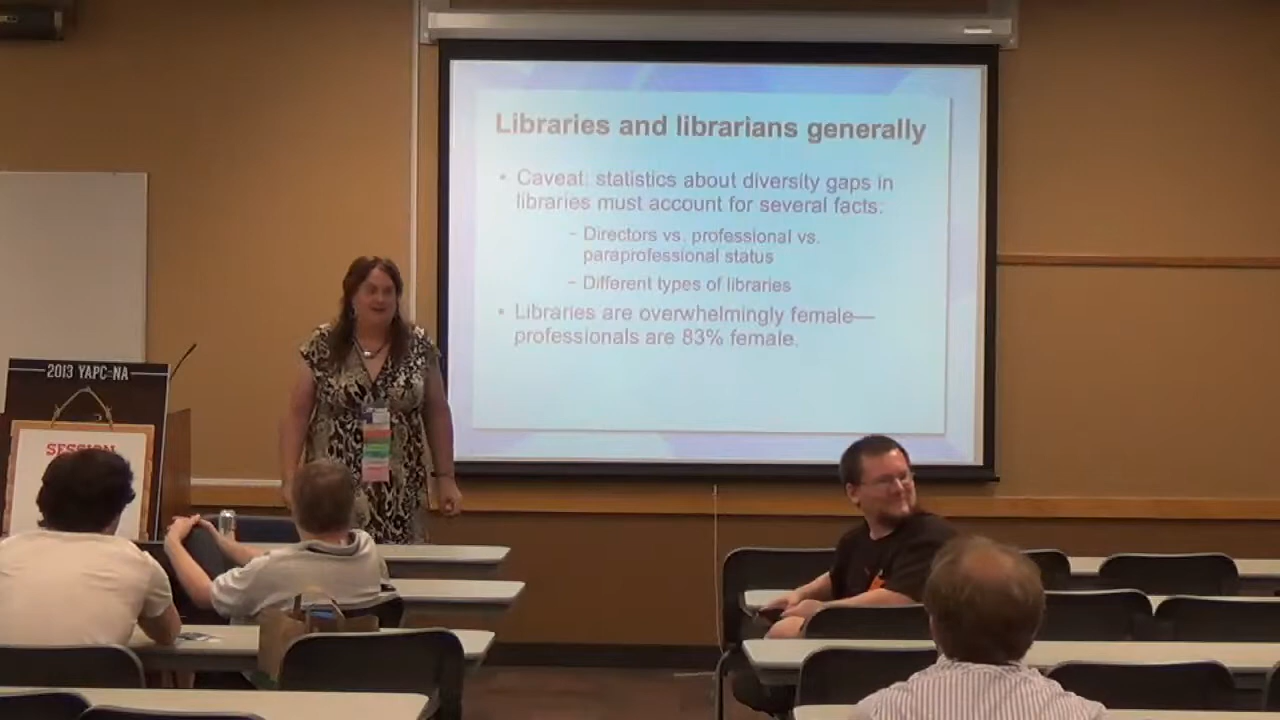 Libraries and librarians generally
• Caveat: statistics about diversity gaps in
libraries must account for several facts:
– Directors vs. professional vs.
paraprofessional status
– Different types of libraries
• Libraries are overwhelmingly female—
professionals are 83% female.
2013 YAPC::NA
SESSION